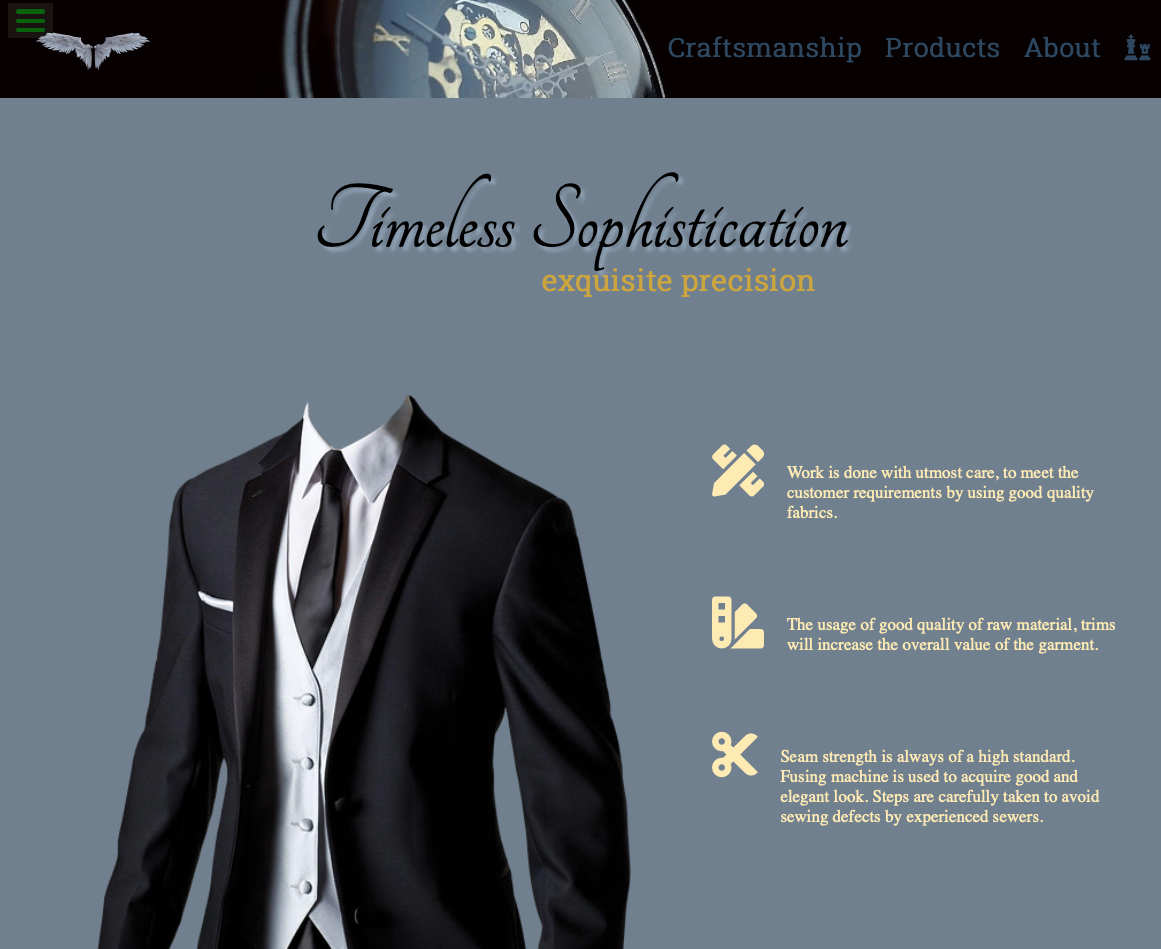 Craftsmanship Products About
Timeless Sophistication
exquisite precision
Work is done with utmost care, to meet the
customer requirements by using good quality
fabrics.
The usage of good quality of raw material, trims
will increase the overall value of the garment.
Seam strength is always of a high standard.
Fusing machine is used to acquire good and
elegant look. Steps are carefully taken to avoid
sewing defects by experienced sewers.